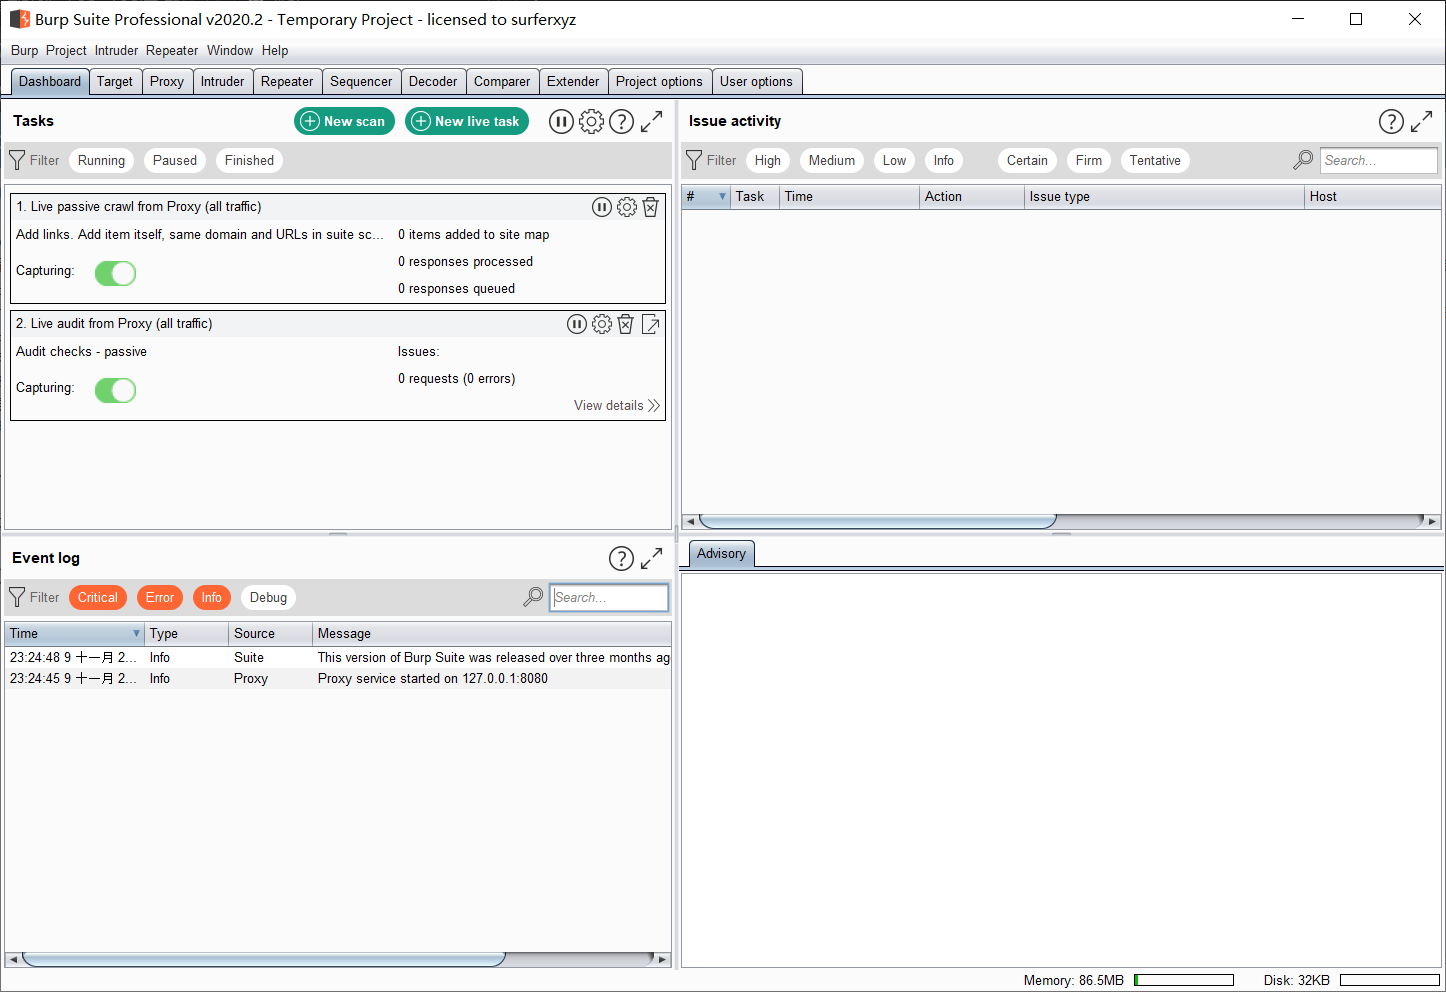 Burp Suite Professional v2020.2 - Temporary Project - licensed to surferxyz
Burp Project Intruder Repeater Window Help
Dashboard Target Proxy Intruder Repeater Sequencer Decoder Comparer Extender Project options User options
Tasks
New scan
New live task
Filter Running Paused Finished
1. Live passive crawl from Proxy (all traffic)
Add links. Add item itself, same domain and URLs in suite sc...
0 items added to site map
0 responses processed
Capturing:
0 responses queued
2. Live audit from Proxy (all traffic)
Audit checks - passive
Issues:
0 requests (0 errors)
Capturing:
View details
Issue activity
Filter High Medium Low Info Certain Firm Tentative Search...
# Task Time Action Issue type Host
Event log
Filter Critical Error Info Debug Search...
Time Type Source Message
23:24:48 9 十一月 2... Info Suite This version of Burp Suite was released over three months ag
23:24:45 9 十一月 2... Info Proxy Proxy service started on 127.0.0.1:8080
Advisory
Memory: 86.5MB
Disk: 32KB